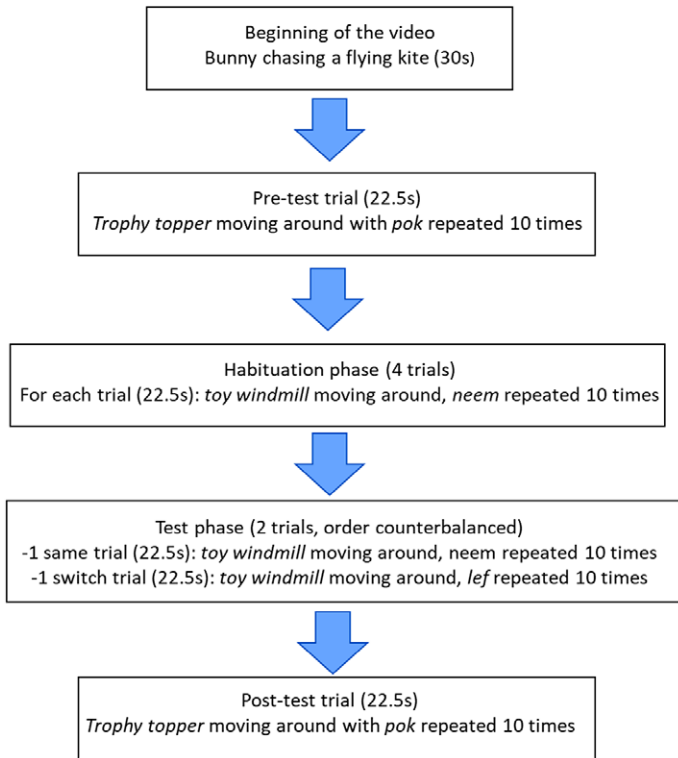 Beginning of the video
Bunny chasing a flying kite (30s)
Pre-test trial (22.5s)
Trophy topper moving around with pok repeated 10 times
Habituation phase (4 trials)
For each trial (22.5s): toy windmill moving around, neem repeated 10 times
Test phase (2 trials, order counterbalanced)
-1 same trial (22.5s): toy windmill moving around, neem repeated 10 times
-1 switch trial (22.5s): toy windmill moving around, lef repeated 10 times
Post-test trial (22.5s)
Trophy topper moving around with pok repeated 10 times